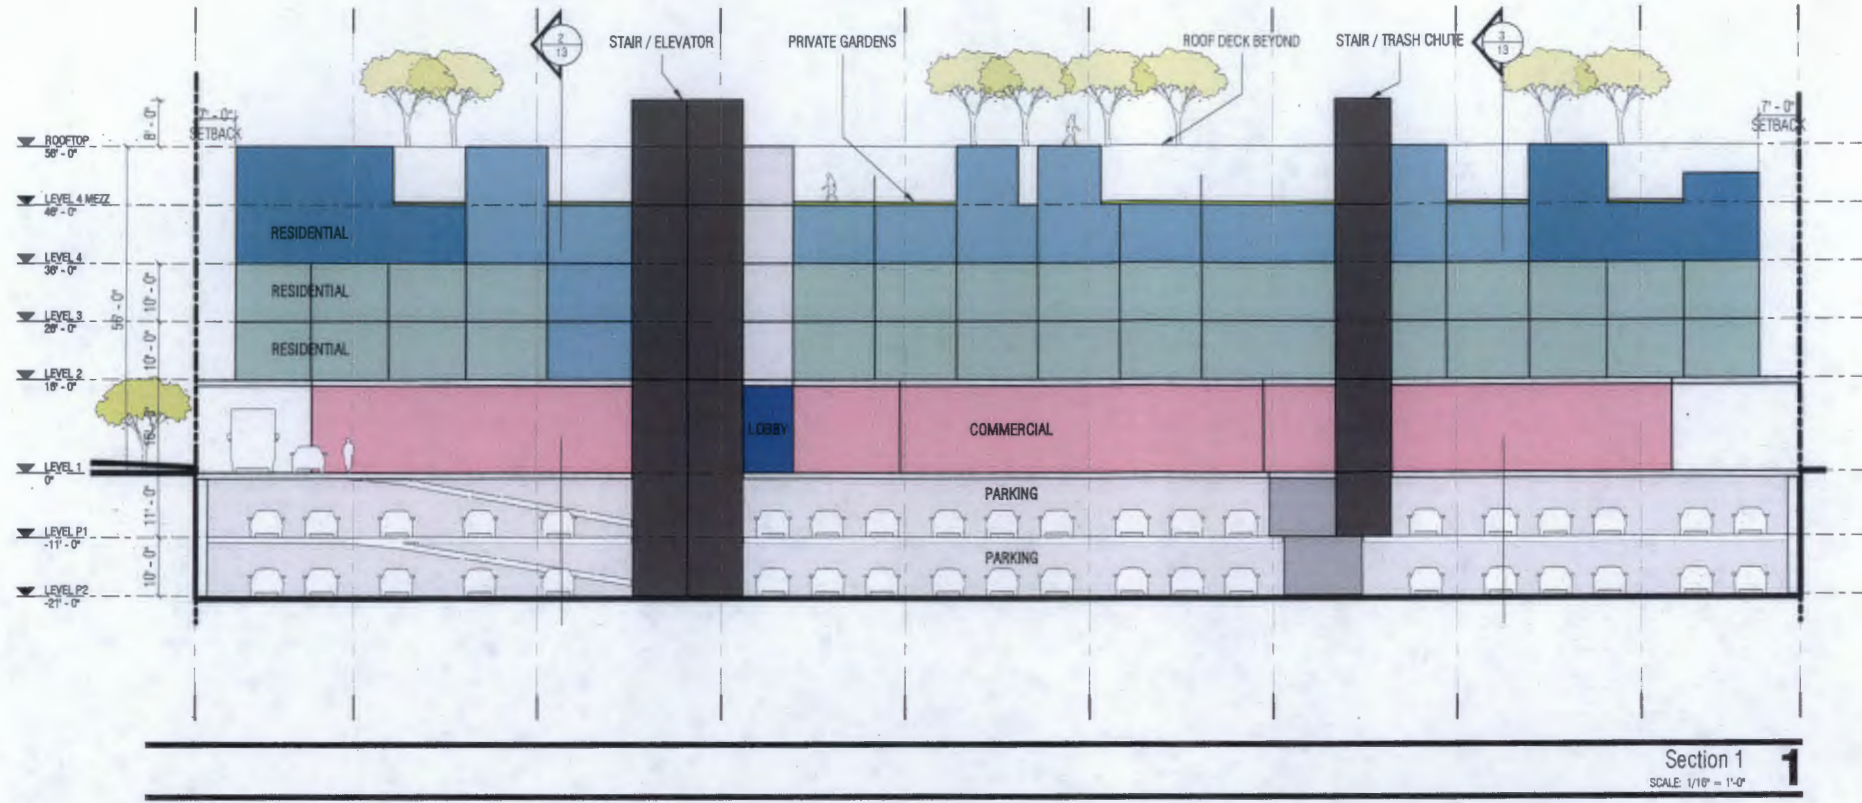 2
13
STAIR / ELEVATOR
PRIVATE GARDENS
ROOF DECK BEYOND
STAIR / TRASH CHUTE
3
13
8' - 0"
7' - 0"
SETBACK
7' - 0"
SETBACK
ROOFTOP
56' - 0"
LEVEL 4 MEZZ
46' - 0"
RESIDENTIAL
LEVEL 4
36' - 0"
RESIDENTIAL
56' - 0"
10' - 0"
LEVEL 3
26' - 0"
RESIDENTIAL
10' - 0"
LEVEL 2
16' - 0"
LOBBY
COMMERCIAL
LEVEL 1
0"
PARKING
11' - 0"
LEVEL P1
-11' - 0"
PARKING
10' - 0"
LEVEL P2
-21' - 0"
Section 1
SCALE: 1/16" = 1'-0"
1